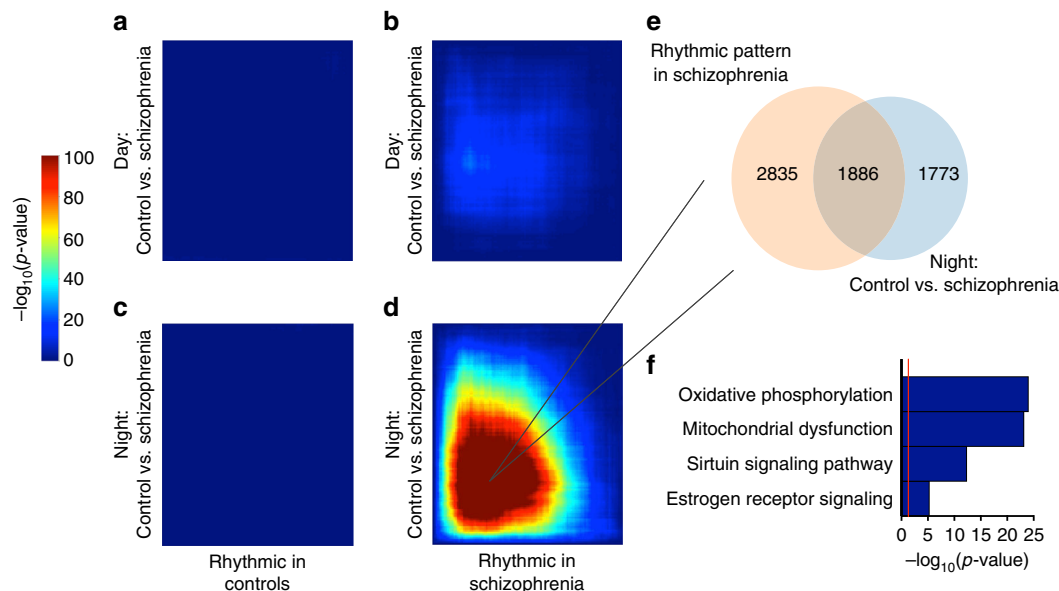 a
Day:
Control vs. schizophrenia
b
Day:
Control vs. schizophrenia
e
Rhythmic pattern
in schizophrenia
2835
1886
1773
Night:
Control vs. schizophrenia
–log10(p-value)
100
80
60
40
20
0
c
Night:
Control vs. schizophrenia
Rhythmic in
controls
d
Night:
Control vs. schizophrenia
Rhythmic in
schizophrenia
f
Oxidative phosphorylation
Mitochondrial dysfunction
Sirtuin signaling pathway
Estrogen receptor signaling
0 5 10 15 20 25
–log10(p-value)